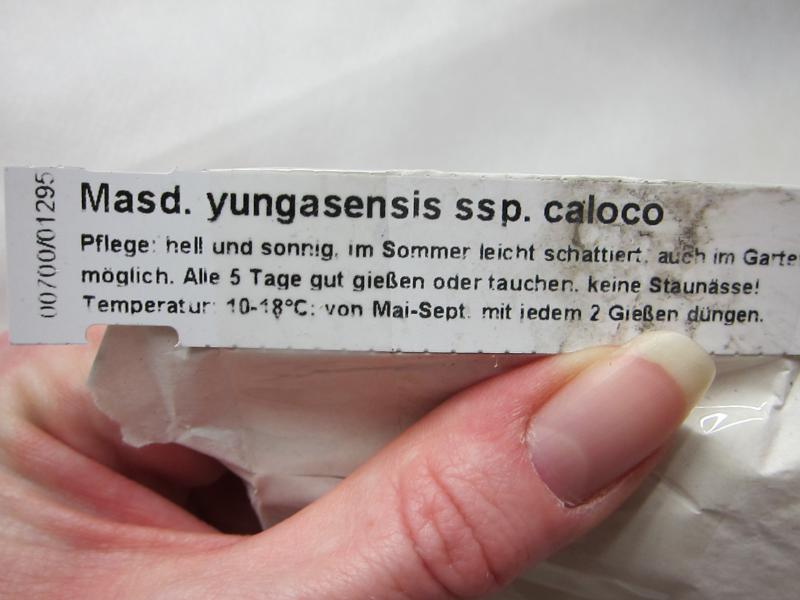 00700/01295
Masd. yungasensis ssp. caloco
Pflege: hell und sonnig, im Sommer leicht schattiert, auch im Garte
möglich. Alle 5 Tage gut gießen oder tauchen, keine Staunässe!
Temperatur: 10-18°C; von Mai-Sept. mit jedem 2 Gießen düngen.